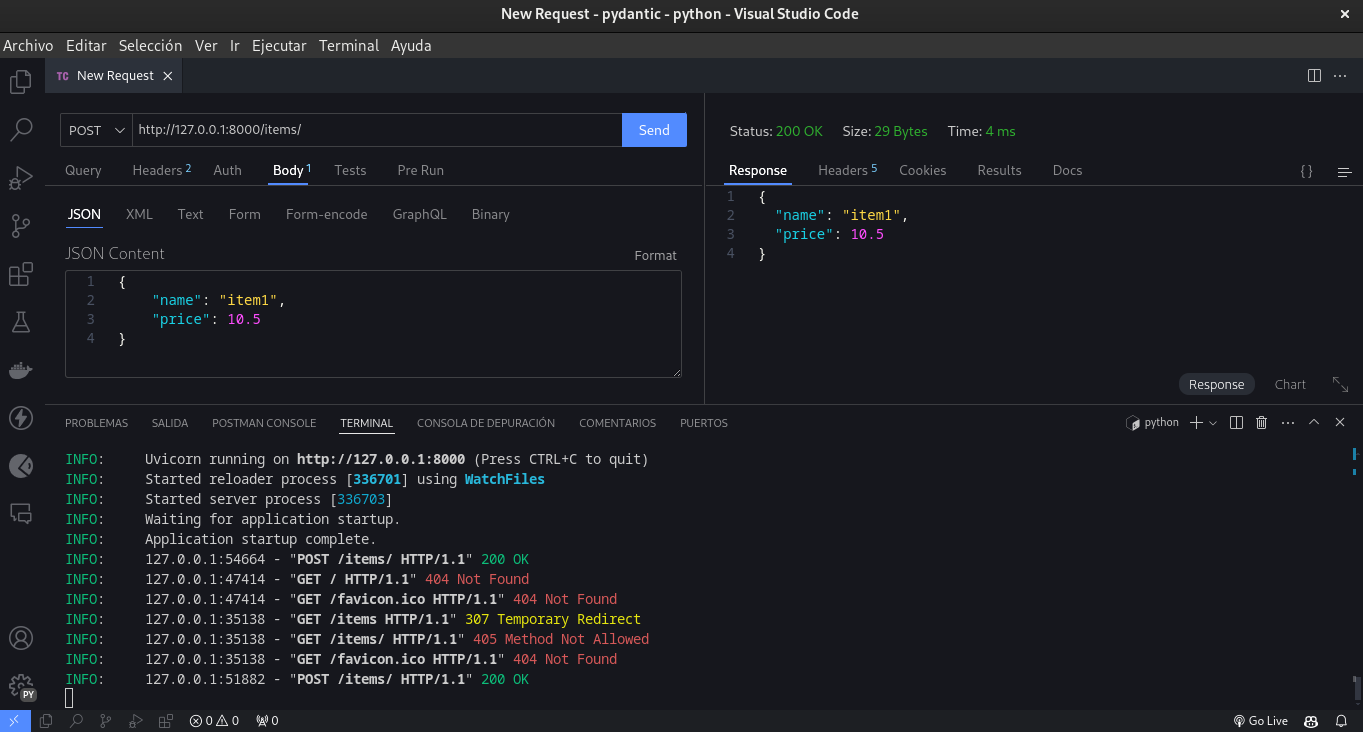 New Request - pydantic - python - Visual Studio Code
Archivo Editar Selección Ver Ir Ejecutar Terminal Ayuda
TC New Request
POST http://127.0.0.1:8000/items/ Send
Query Headers 2 Auth Body 1 Tests Pre Run
JSON XML Text Form Form-encode GraphQL Binary
JSON Content Format
1 {
2 "name": "item1",
3 "price": 10.5
4 }
Status: 200 OK Size: 29 Bytes Time: 4 ms
Response Headers 5 Cookies Results Docs { }
1 {
2 "name": "item1",
3 "price": 10.5
4 }
Response Chart
PROBLEMAS SALIDA POSTMAN CONSOLE TERMINAL CONSOLA DE DEPURACIÓN COMENTARIOS PUERTOS python
INFO: Uvicorn running on http://127.0.0.1:8000 (Press CTRL+C to quit)
INFO: Started reloader process [336701] using WatchFiles
INFO: Started server process [336703]
INFO: Waiting for application startup.
INFO: Application startup complete.
INFO: 127.0.0.1:54664 - "POST /items/ HTTP/1.1" 200 OK
INFO: 127.0.0.1:47414 - "GET / HTTP/1.1" 404 Not Found
INFO: 127.0.0.1:47414 - "GET /favicon.ico HTTP/1.1" 404 Not Found
INFO: 127.0.0.1:35138 - "GET /items HTTP/1.1" 307 Temporary Redirect
INFO: 127.0.0.1:35138 - "GET /items/ HTTP/1.1" 405 Method Not Allowed
INFO: 127.0.0.1:35138 - "GET /favicon.ico HTTP/1.1" 404 Not Found
INFO: 127.0.0.1:51882 - "POST /items/ HTTP/1.1" 200 OK
PY
0 0 0 Go Live